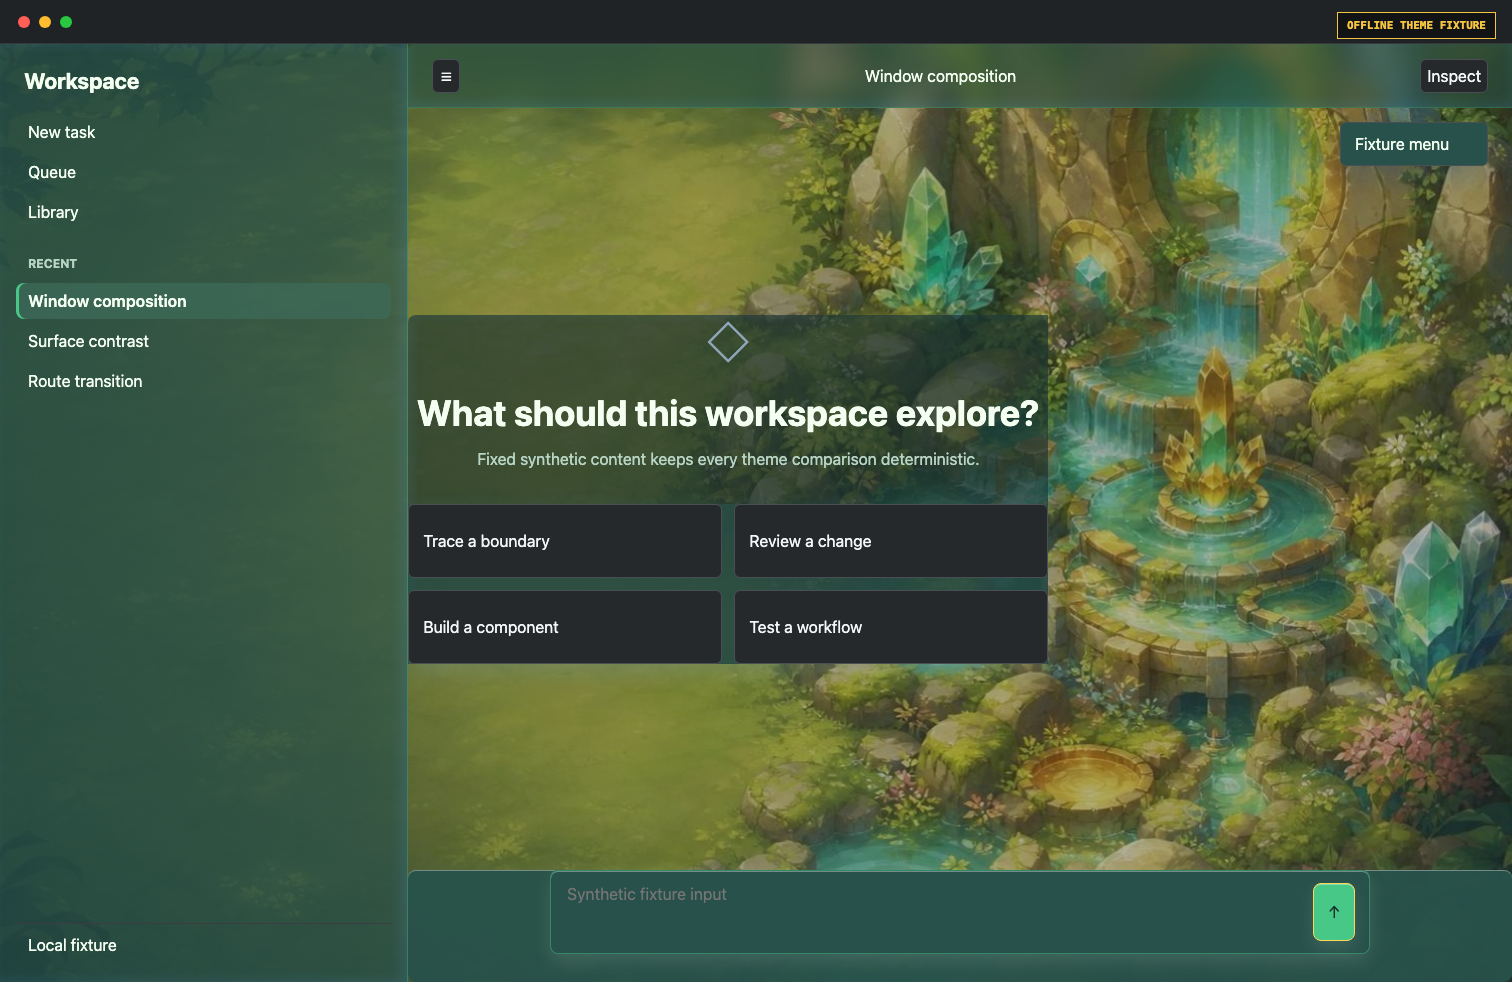 OFFLINE THEME FIXTURE
Workspace
Window composition
Inspect
New task
Queue
Library
RECENT
Window composition
Surface contrast
Route transition
Local fixture
Fixture menu
What should this workspace explore?
Fixed synthetic content keeps every theme comparison deterministic.
Trace a boundary
Review a change
Build a component
Test a workflow
Synthetic fixture input